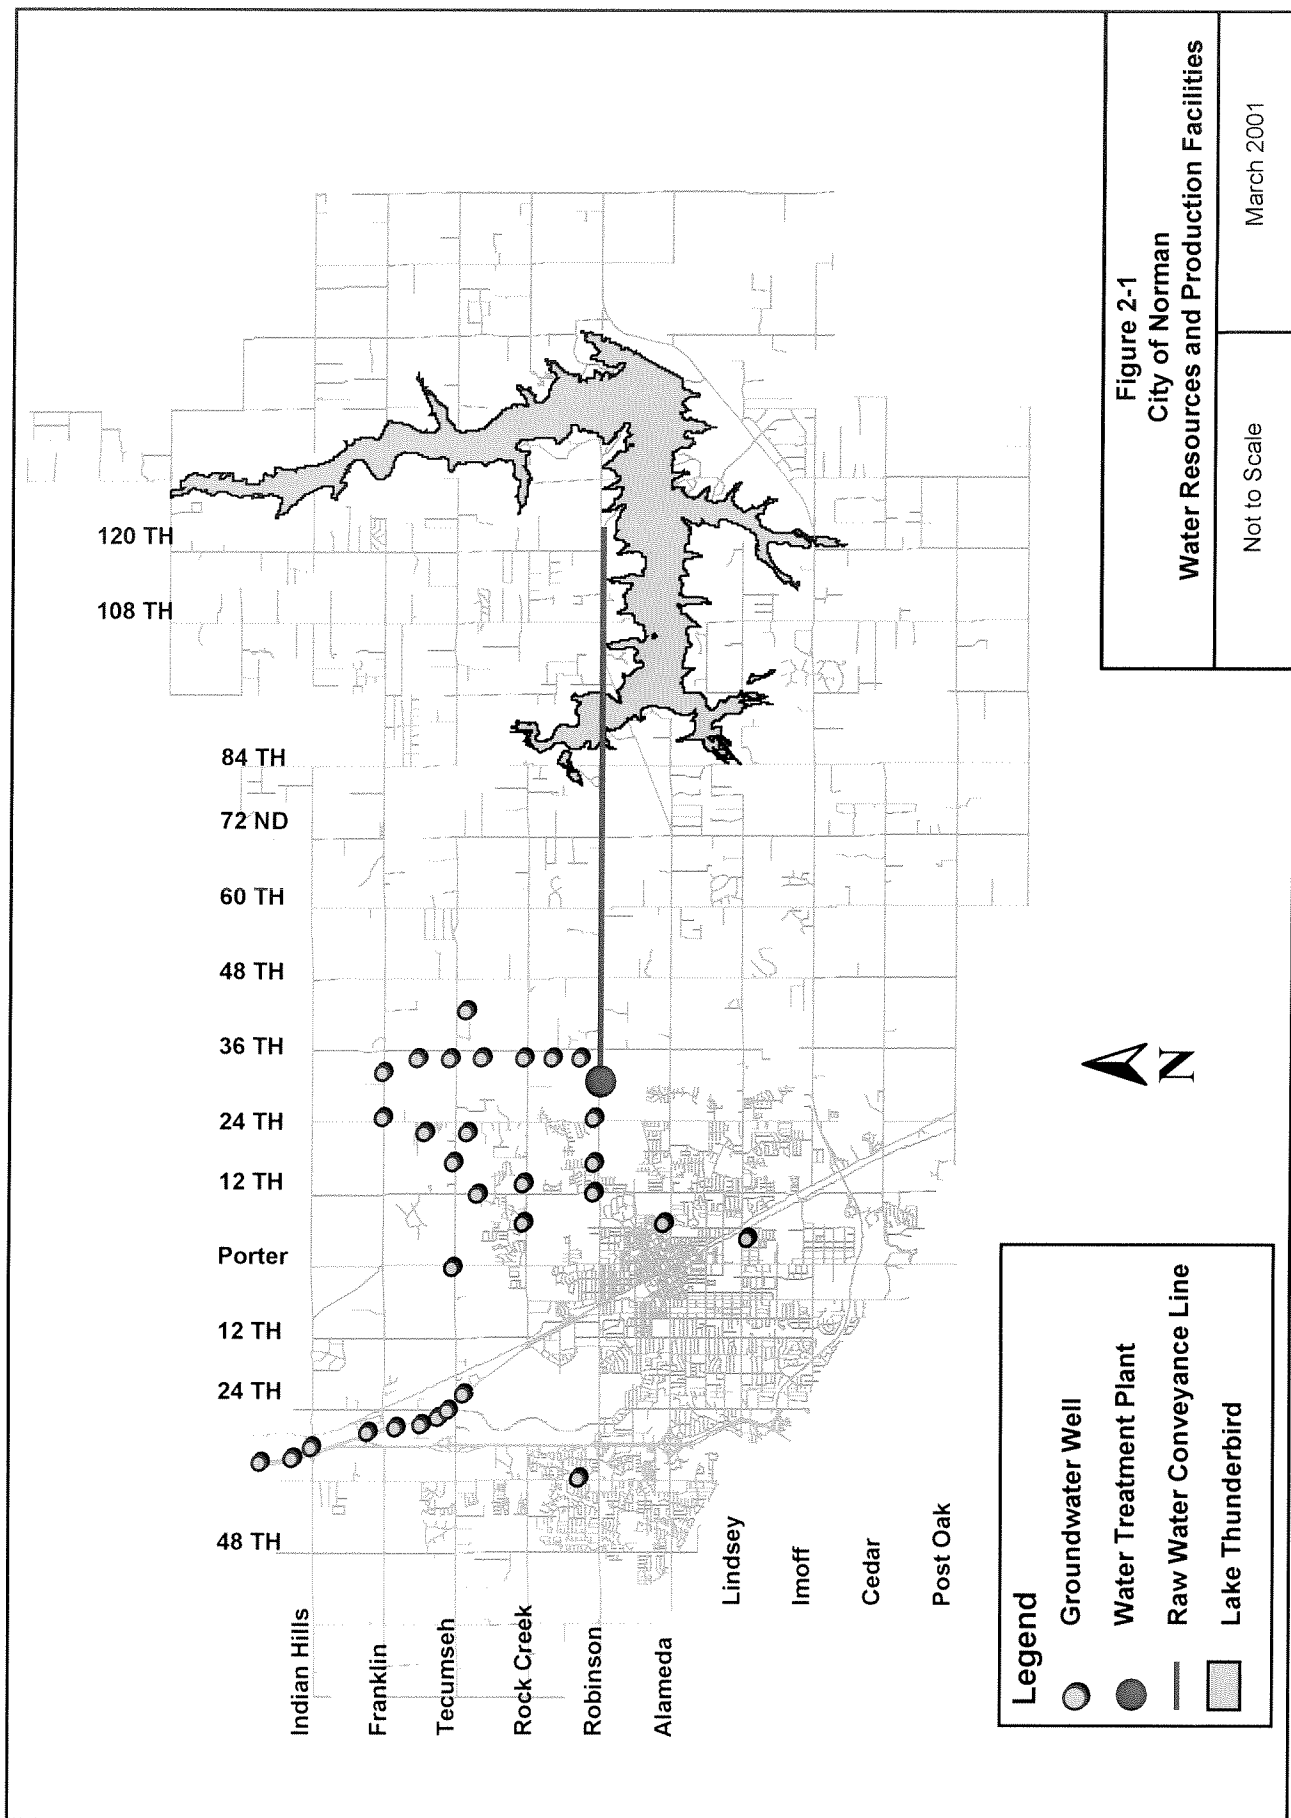 120 TH
108 TH
84 TH
72 ND
60 TH
48 TH
36 TH
24 TH
12 TH
Porter
12 TH
24 TH
48 TH
Indian Hills
Franklin
Tecumseh
Rock Creek
Robinson
Alameda
Lindsey
Imoff
Cedar
Post Oak
N
Legend
Groundwater Well
Water Treatment Plant
Raw Water Conveyance Line
Lake Thunderbird
Figure 2-1
City of Norman
Water Resources and Production Facilities
Not to Scale
March 2001